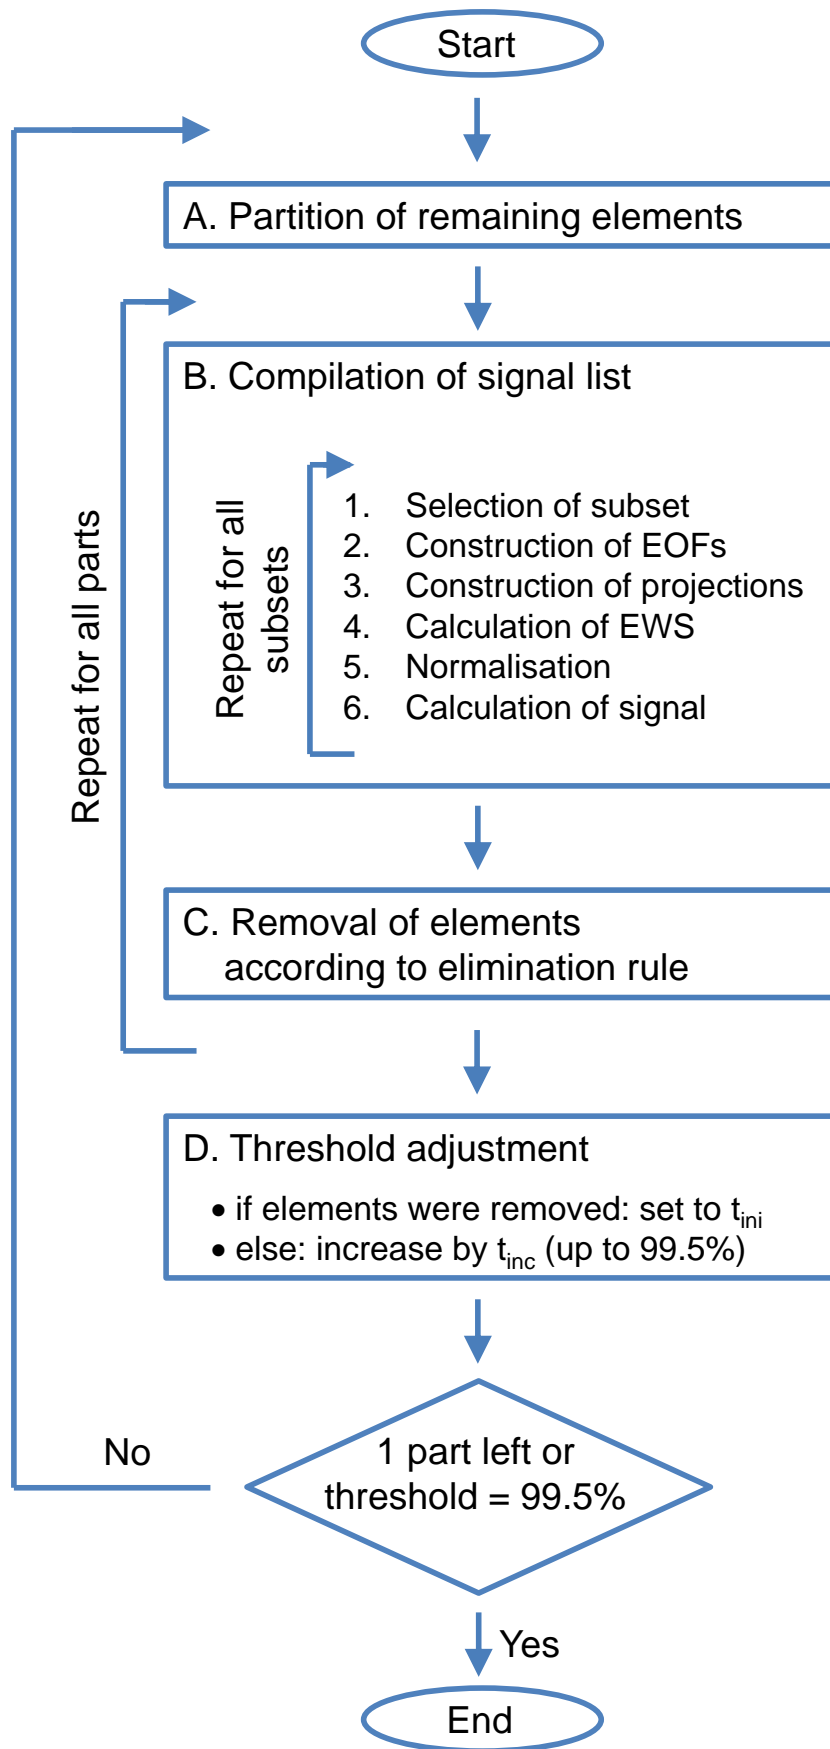 Start
A. Partition of remaining elements
B. Compilation of signal list
Repeat for all parts
Repeat for all
subsets
1. Selection of subset
2. Construction of EOFs
3. Construction of projections
4. Calculation of EWS
5. Normalisation
6. Calculation of signal
C. Removal of elements
according to elimination rule
D. Threshold adjustment
• if elements were removed: set to tini
• else: increase by tinc (up to 99.5%)
No
1 part left or
threshold = 99.5%
Yes
End